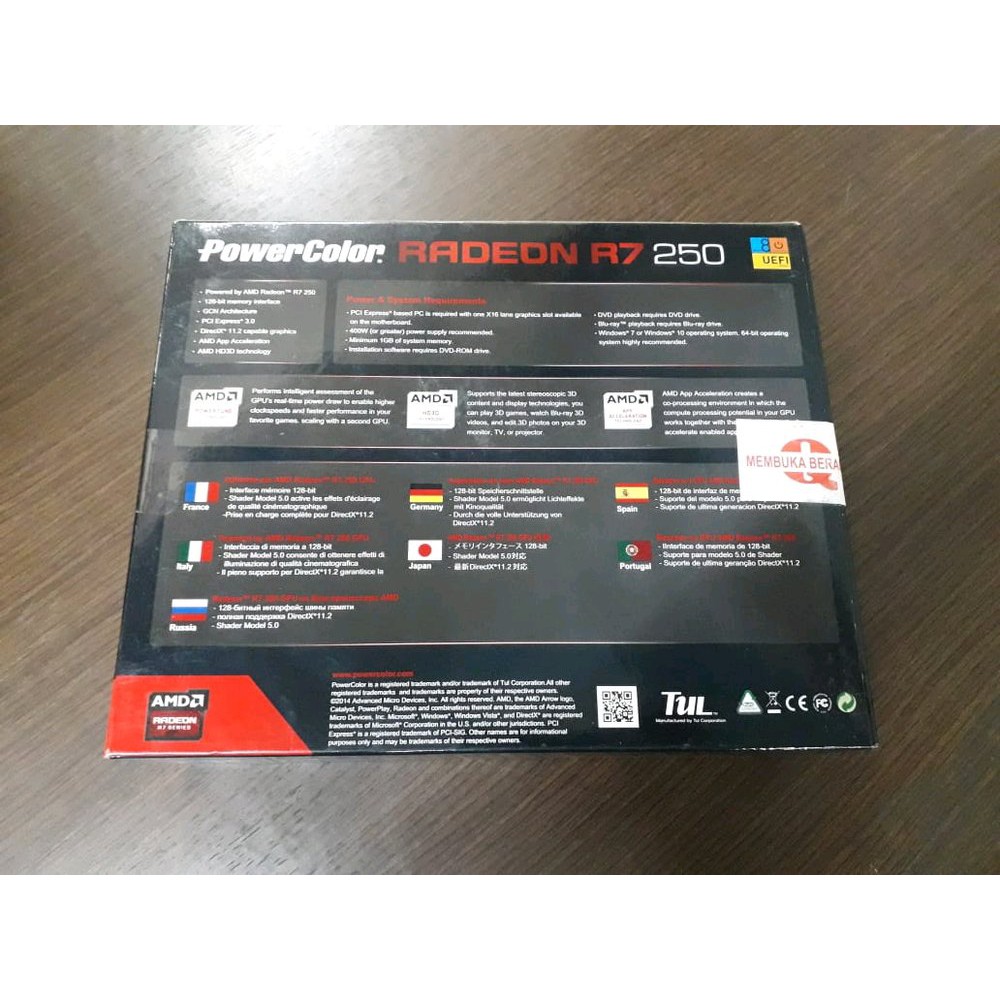 PowerColor. RADEON R7 250
8
UEFI
- Powered by AMD Radeon™ R7 250
- 128-bit memory interface
- GCN Architecture
- PCI Express® 3.0
- DirectX® 11.2 capable graphics
- AMD App Acceleration
- AMD HD3D technology
Power & System Requirements
- PCI Express® based PC is required with one X16 lane graphics slot available
on the motherboard.
- 400W (or greater) power supply recommended.
- Minimum 1GB of system memory.
- Installation software requires DVD-ROM drive.
- DVD playback requires DVD drive.
- Blu-ray™ playback requires Blu-ray drive.
- Windows® 7 or Windows® 10 operating system, 64-bit operating
system highly recommended.
AMD
POWERTUNE
Performs intelligent assessment of the
GPU's real-time power draw to enable higher
clockspeeds and faster performance in your
favorite games. scaling with a second GPU.
AMD
HD3D
TECHNOLOGY
Supports the latest stereoscopic 3D
content and display technologies, you
can play 3D games, watch Blu-ray 3D
videos, and edit 3D photos on your 3D
monitor, TV, or projector.
AMD
APP
ACCELERATION
AMD App Acceleration creates a
co-processing environment in which the
compute processing potential in your GPU
works together with the
accelerate enabled app
MEMBUKA BERA
France
- Interface mémoire 128-bit
- Shader Model 5.0 active les effets d'éclairage
de qualité cinématographique
-Prise en charge complète pour DirectX®11.2
Germany
- 128-bit Speicherschnittstelle
- Shader Model 5.0 ermöglicht Lichteffekte
mit Kinoqualität
- Durch die volle Unterstützung von
DirectX®11.2
Spain
- 128-bit de interfaz de
- Supporte del modelo 5.0
- Suporte de ultima generacion DirectX®11.2
Italy
- Interfaccia di memoria a 128-bit
- Shader Model 5.0 consente di ottenere effetti di
illuminazione di qualità cinematografica
- Il pieno supporto per DirectX®11.2 garantisce la
Japan
- メモリインタフェース 128-bit
- Shader Model 5.0対応
- 最新DirectX®11.2 対応
Portugal
- IInterface de memoria de 128-bit
- Suporte para modelo 5.0 de Shader
- Suporte de ultima geranção DirectX®11.2
Russia
- 128-битный интерфейс шины памяти
- полная поддержка DirectX®11.2
- Shader Model 5.0
AMD
RADEON
R7 SERIES
www.powercolor.com
PowerColor is a registered trademark and/or trademark of Tul Corporation.All other
registered trademarks and trademarks are property of their respective owners.
©2014 Advanced Micro Devices, Inc. All rights reserved. AMD, the AMD Arrow logo,
Catalyst, PowerPlay, Radeon and combinations thereof are trademarks of Advanced
Micro Devices, Inc. Microsoft®, Windows®, Windows Vista®, and DirectX® are registered
trademarks of Microsoft® Corporation in the U.S. and/or other jurisdictions. PCI
Express® is a registered trademark of PCI-SIG. Other names are for informational
purposes only and may be trademarks of their respective owners.
TUL™
Manufactured by Tul Corporation
CE
FC